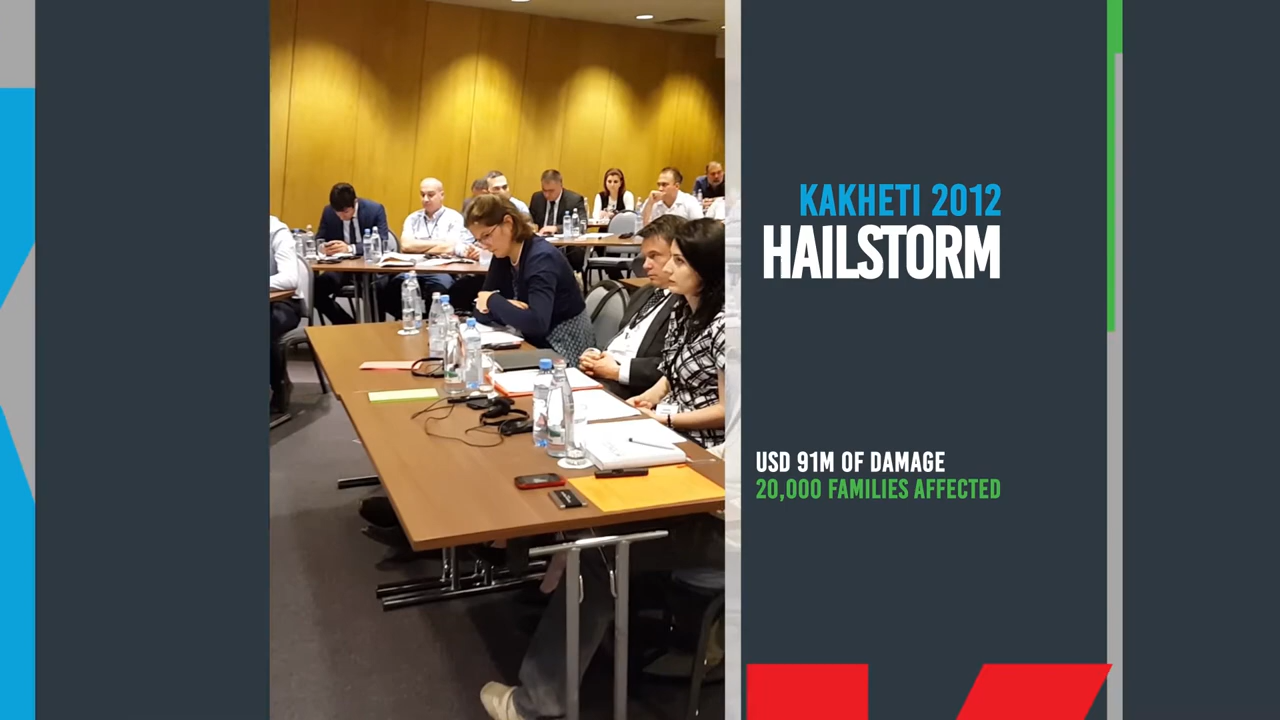 KAKHETI 2012
HAILSTORM
USD 91M OF DAMAGE
20,000 FAMILIES AFFECTED